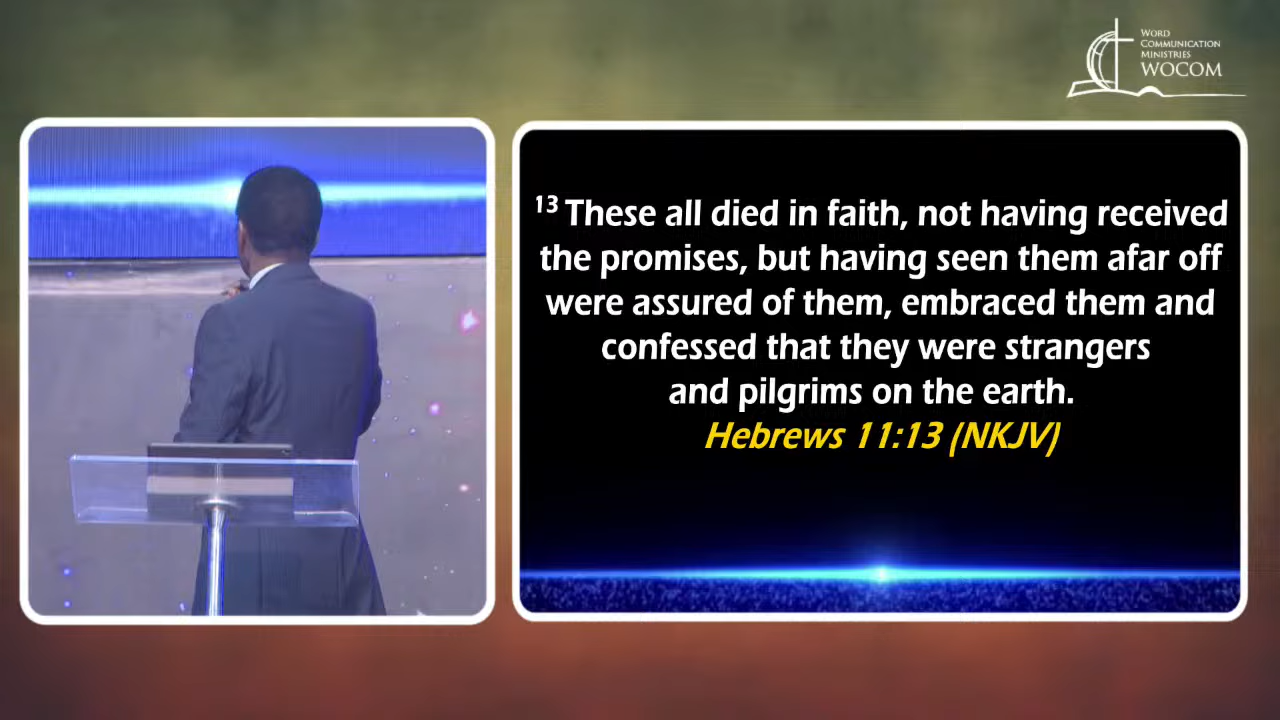 WORD
COMMUNICATION
MINISTRIES
WOCOM
13 These all died in faith, not having received
the promises, but having seen them afar off
were assured of them, embraced them and
confessed that they were strangers
and pilgrims on the earth.
Hebrews 11:13 (NKJV)